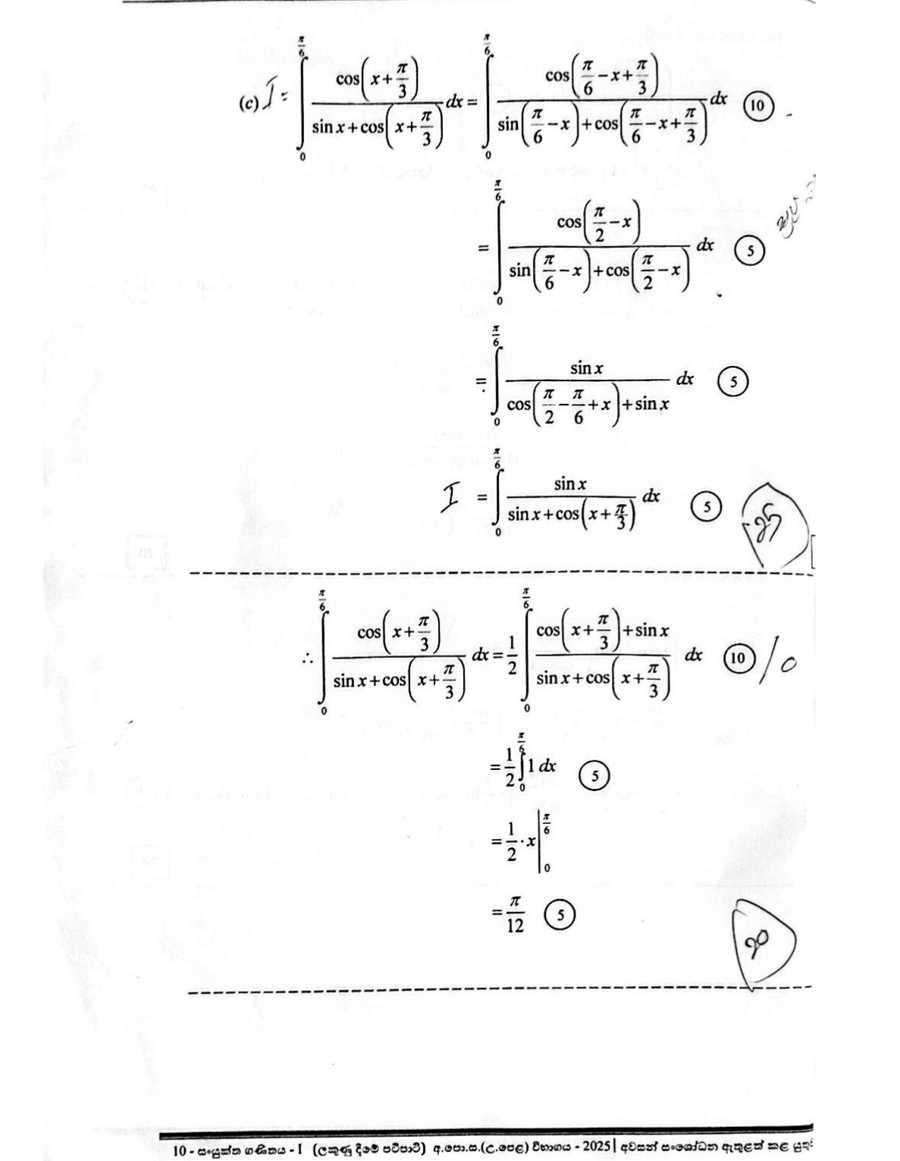 (c) I = ∫₀^{π/6} cos(x+π/3) / (sin x+cos(x+π/3)) dx = ∫₀^{π/6} cos(π/6−x+π/3) / (sin(π/6−x)+cos(π/6−x+π/3)) dx (10)
= ∫₀^{π/6} cos(π/2−x) / (sin(π/6−x)+cos(π/2−x)) dx (5)
= ∫₀^{π/6} sin x / (cos(π/2−π/6+x)+sin x) dx (5)
I = ∫₀^{π/6} sin x / (sin x+cos(x+π/3)) dx (5)
25
∴ ∫₀^{π/6} cos(x+π/3) / (sin x+cos(x+π/3)) dx = 1/2 ∫₀^{π/6} (cos(x+π/3)+sin x) / (sin x+cos(x+π/3)) dx (10) /0
= 1/2 ∫₀^{π/6} 1 dx (5)
= 1/2 · x |₀^{π/6}
= π/12 (5)
20
10 - සංයුක්ත ගණිතය - I (ලකුණු දීමේ පටිපාටි) අ.පො.ස.(උ.පෙළ) විභාගය - 2025 | අවසන් සංශෝධන ඇතුළත් කළ